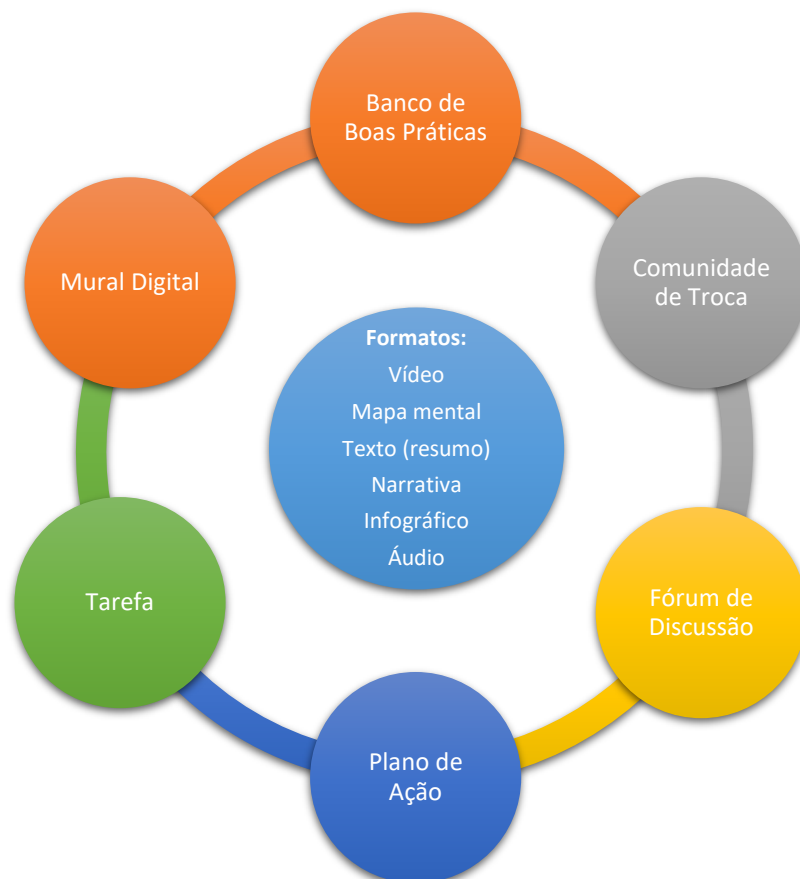 Banco de
Boas Práticas
Mural Digital
Comunidade
de Troca
Formatos:
Vídeo
Mapa mental
Texto (resumo)
Narrativa
Infográfico
Áudio
Tarefa
Fórum de
Discussão
Plano de
Ação